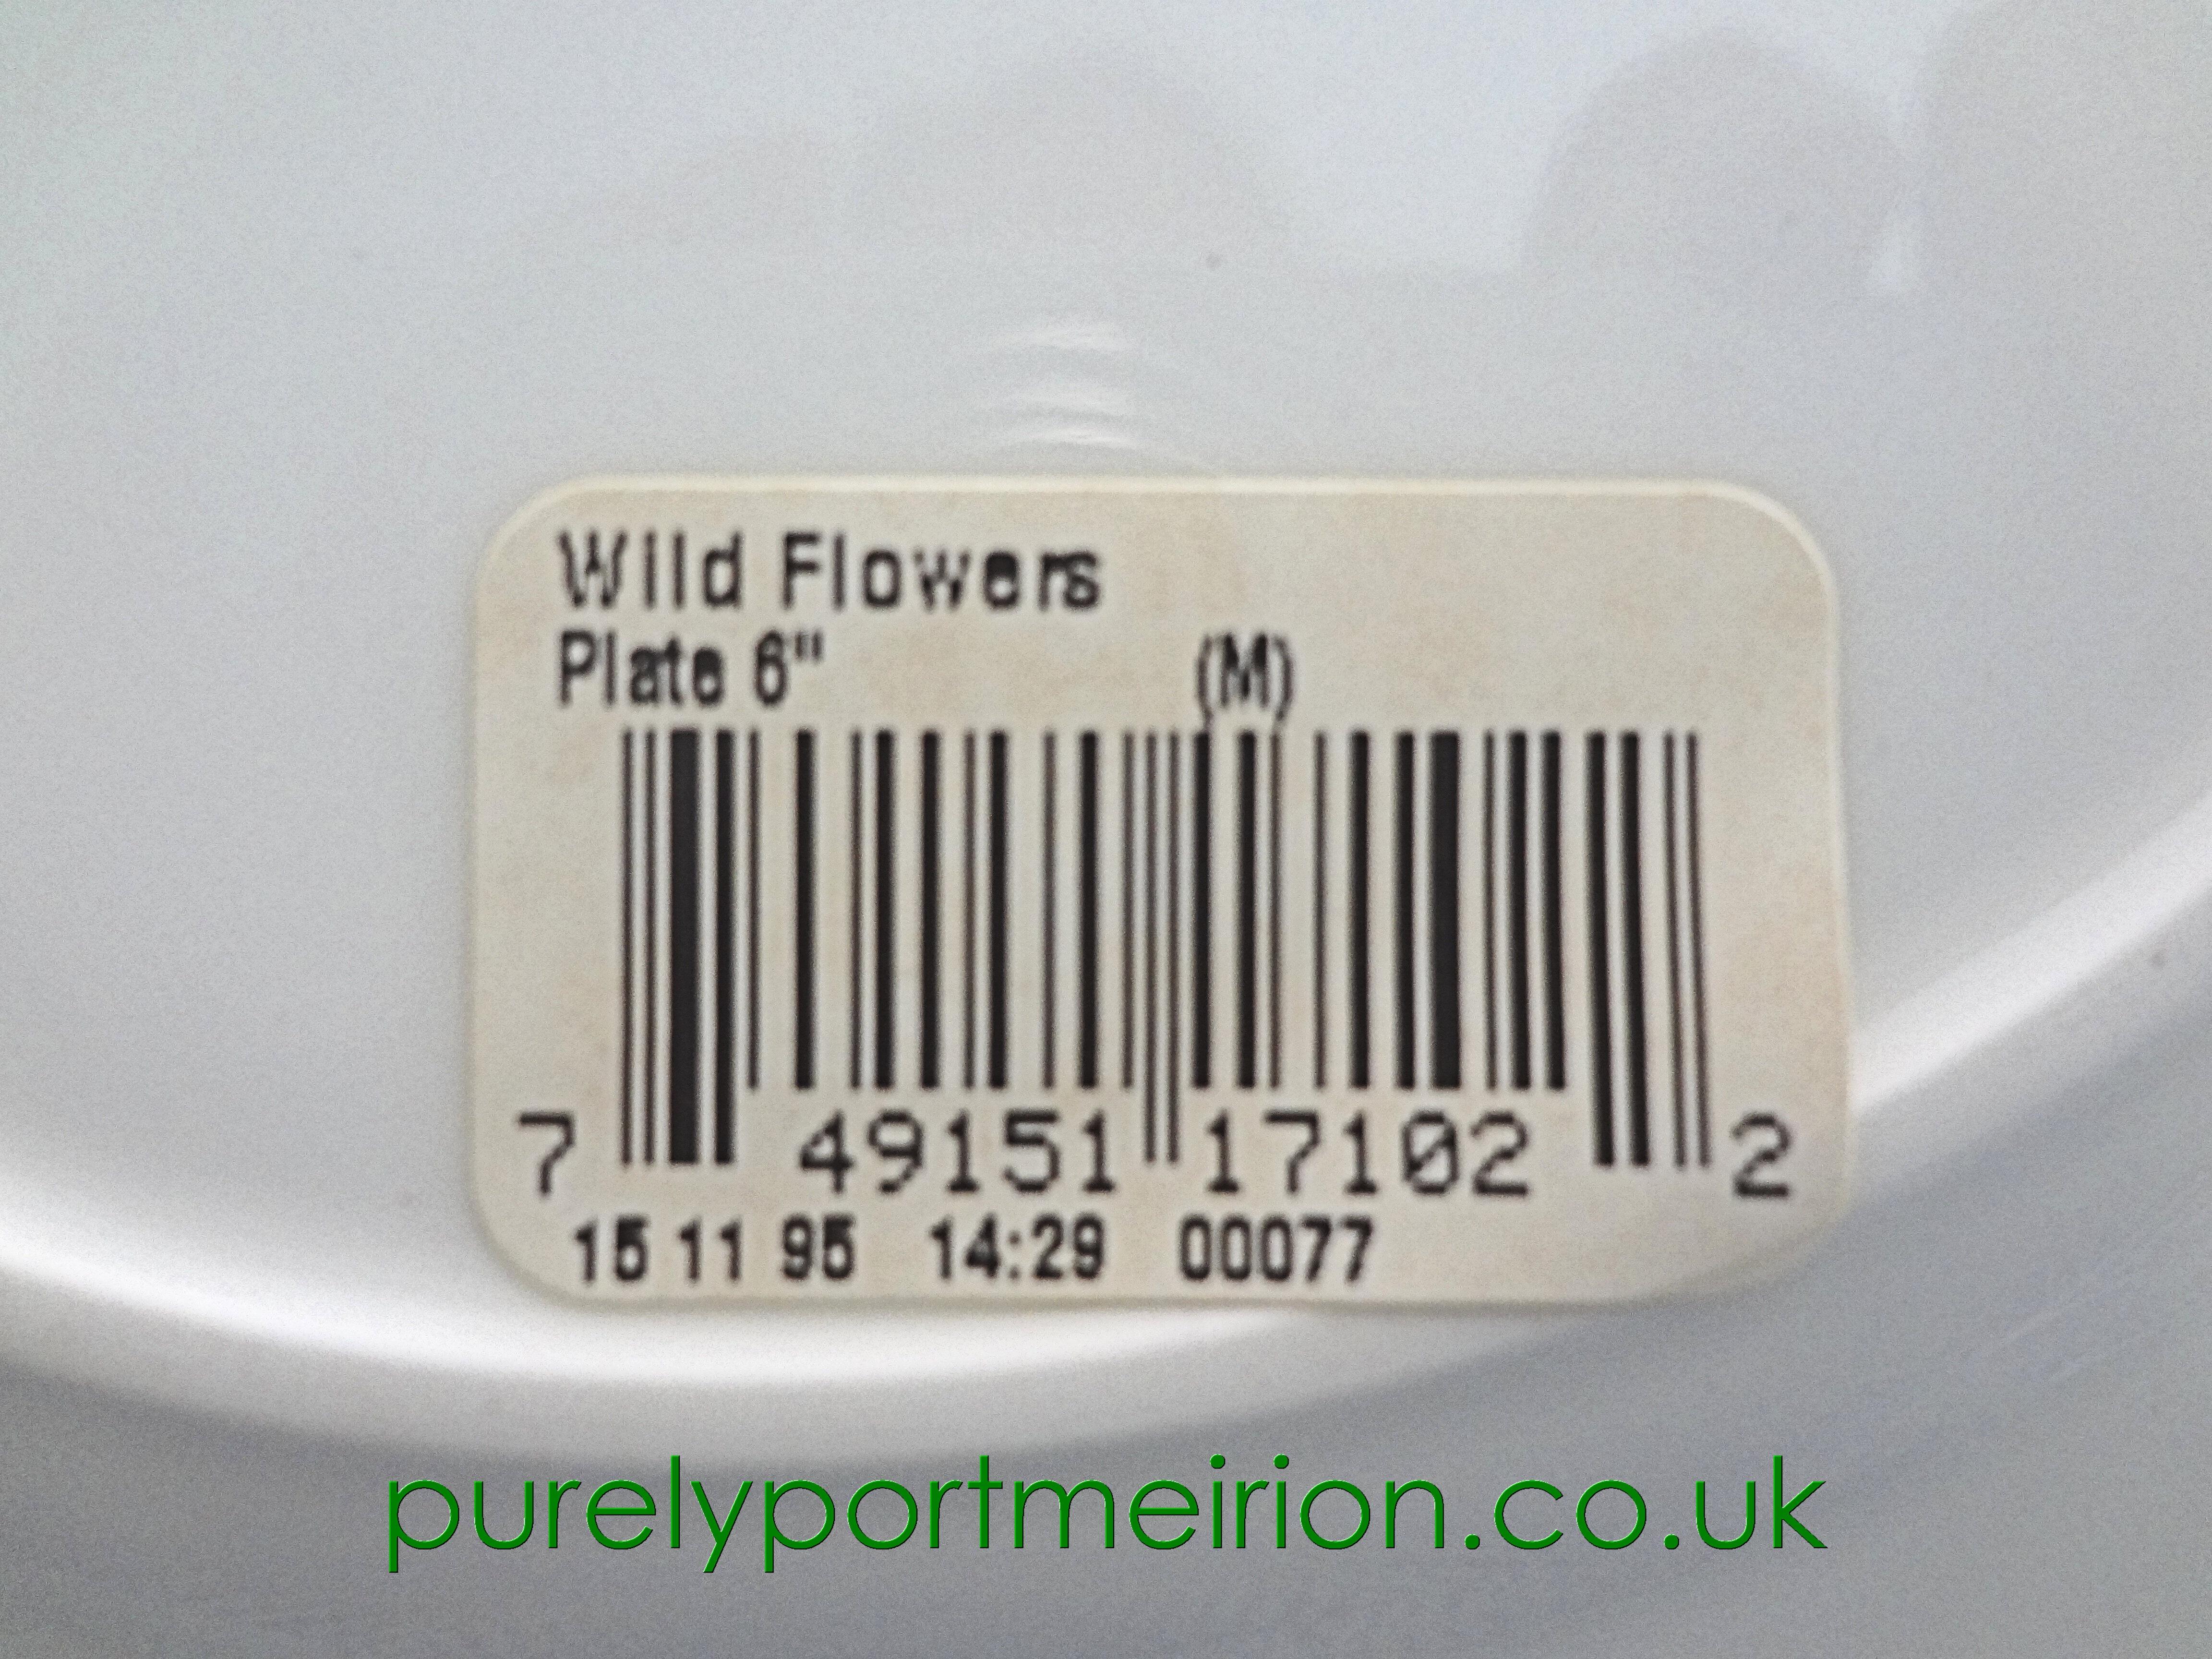 Wild Flowers
Plate 6" (M)
7 49151 17102 2
15 11 95 14:29 00077
purelyportmeirion.co.uk